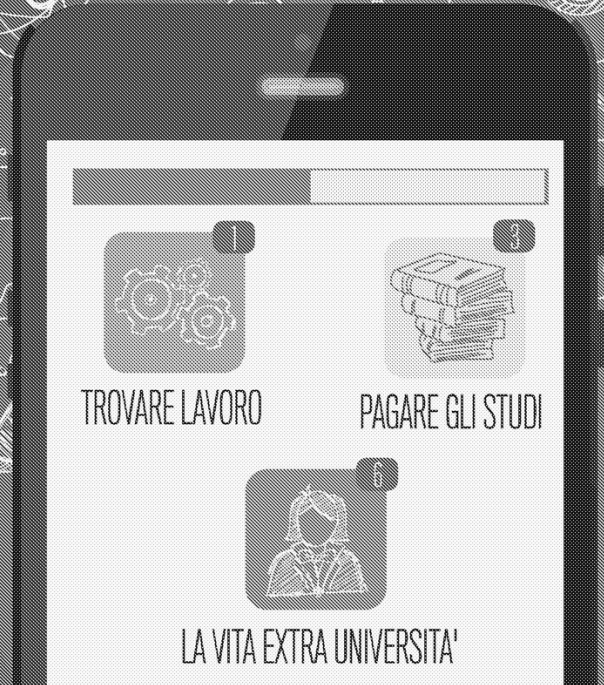 1
3
TROVARE LAVORO
PAGARE GLI STUDI
6
LA VITA EXTRA UNIVERSITA'